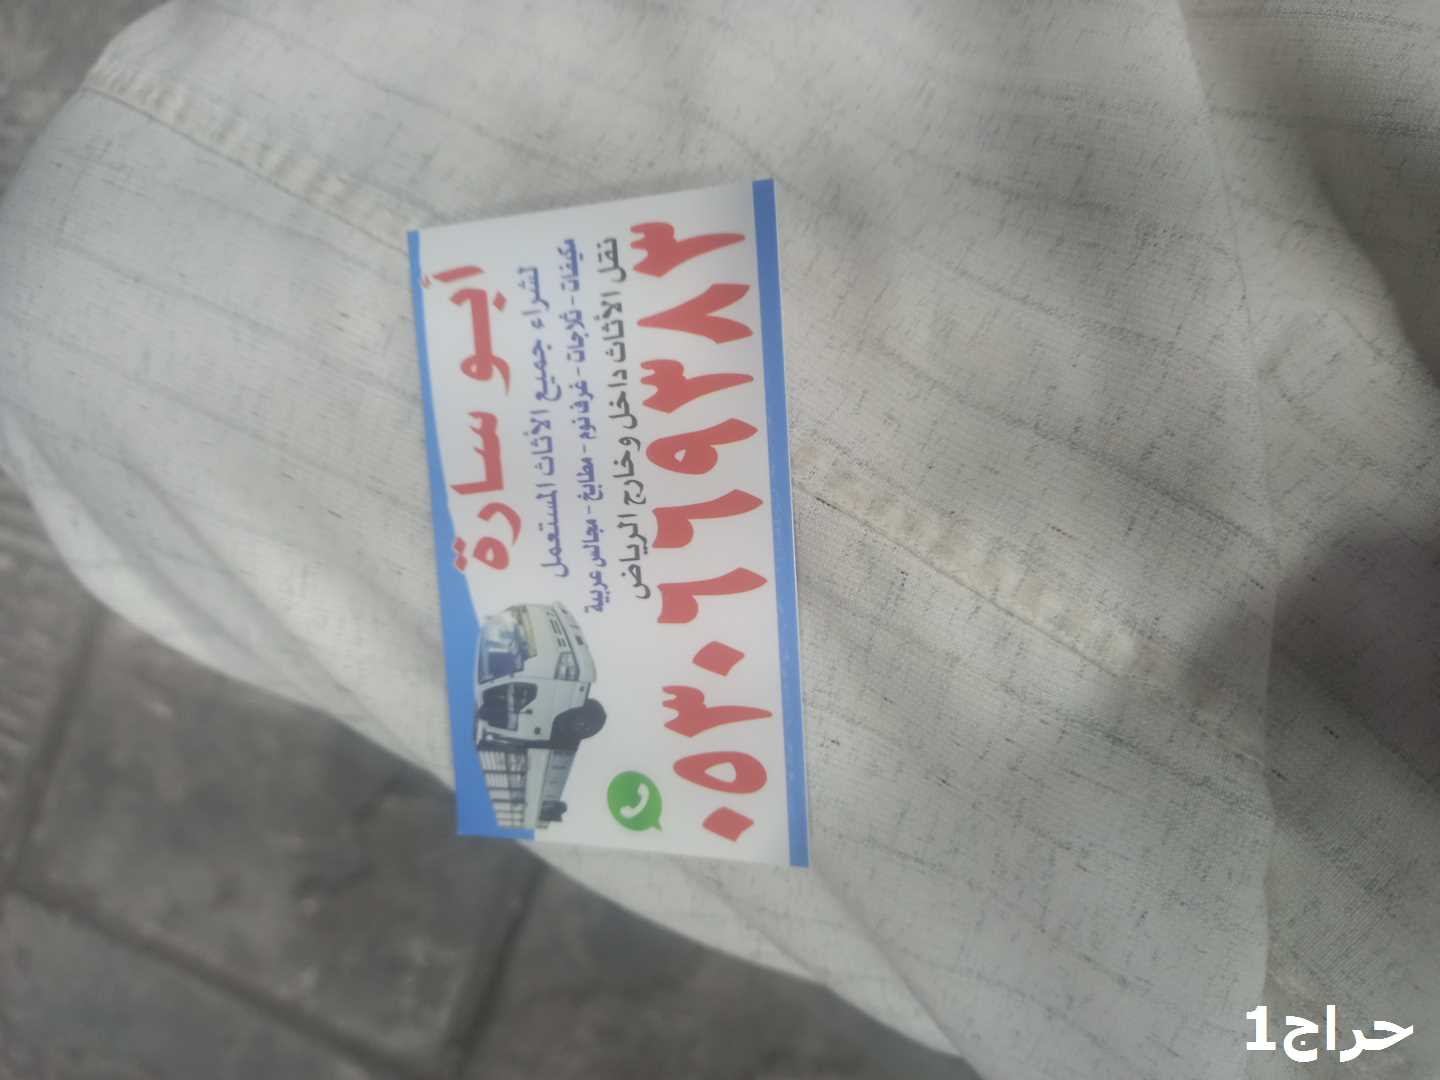 أبو سارة
لشراء جميع الأثاث المستعمل
مكيفات - ثلاجات - غرف نوم - مطابخ - مجالس عربية
نقل الأثاث داخل وخارج الرياض
٠٥٣٠٦٦٩٣٨٣
حراج1